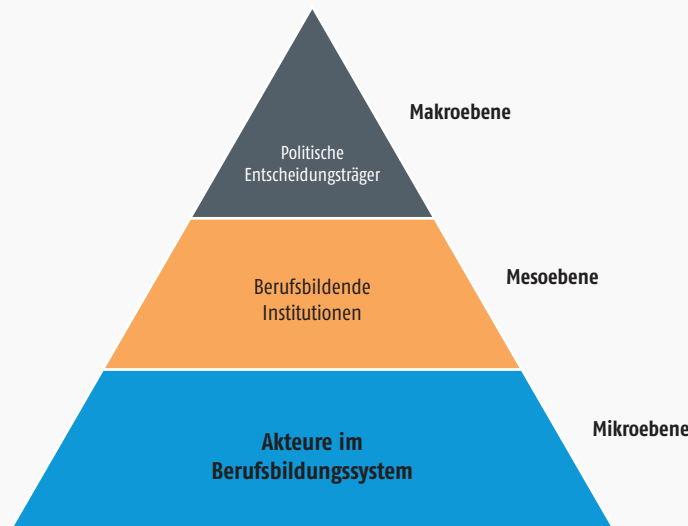 Makroebene
Politische
Entscheidungsträger
Mesoebene
Berufsbildende
Institutionen
Mikroebene
Akteure im
Berufsbildungssystem